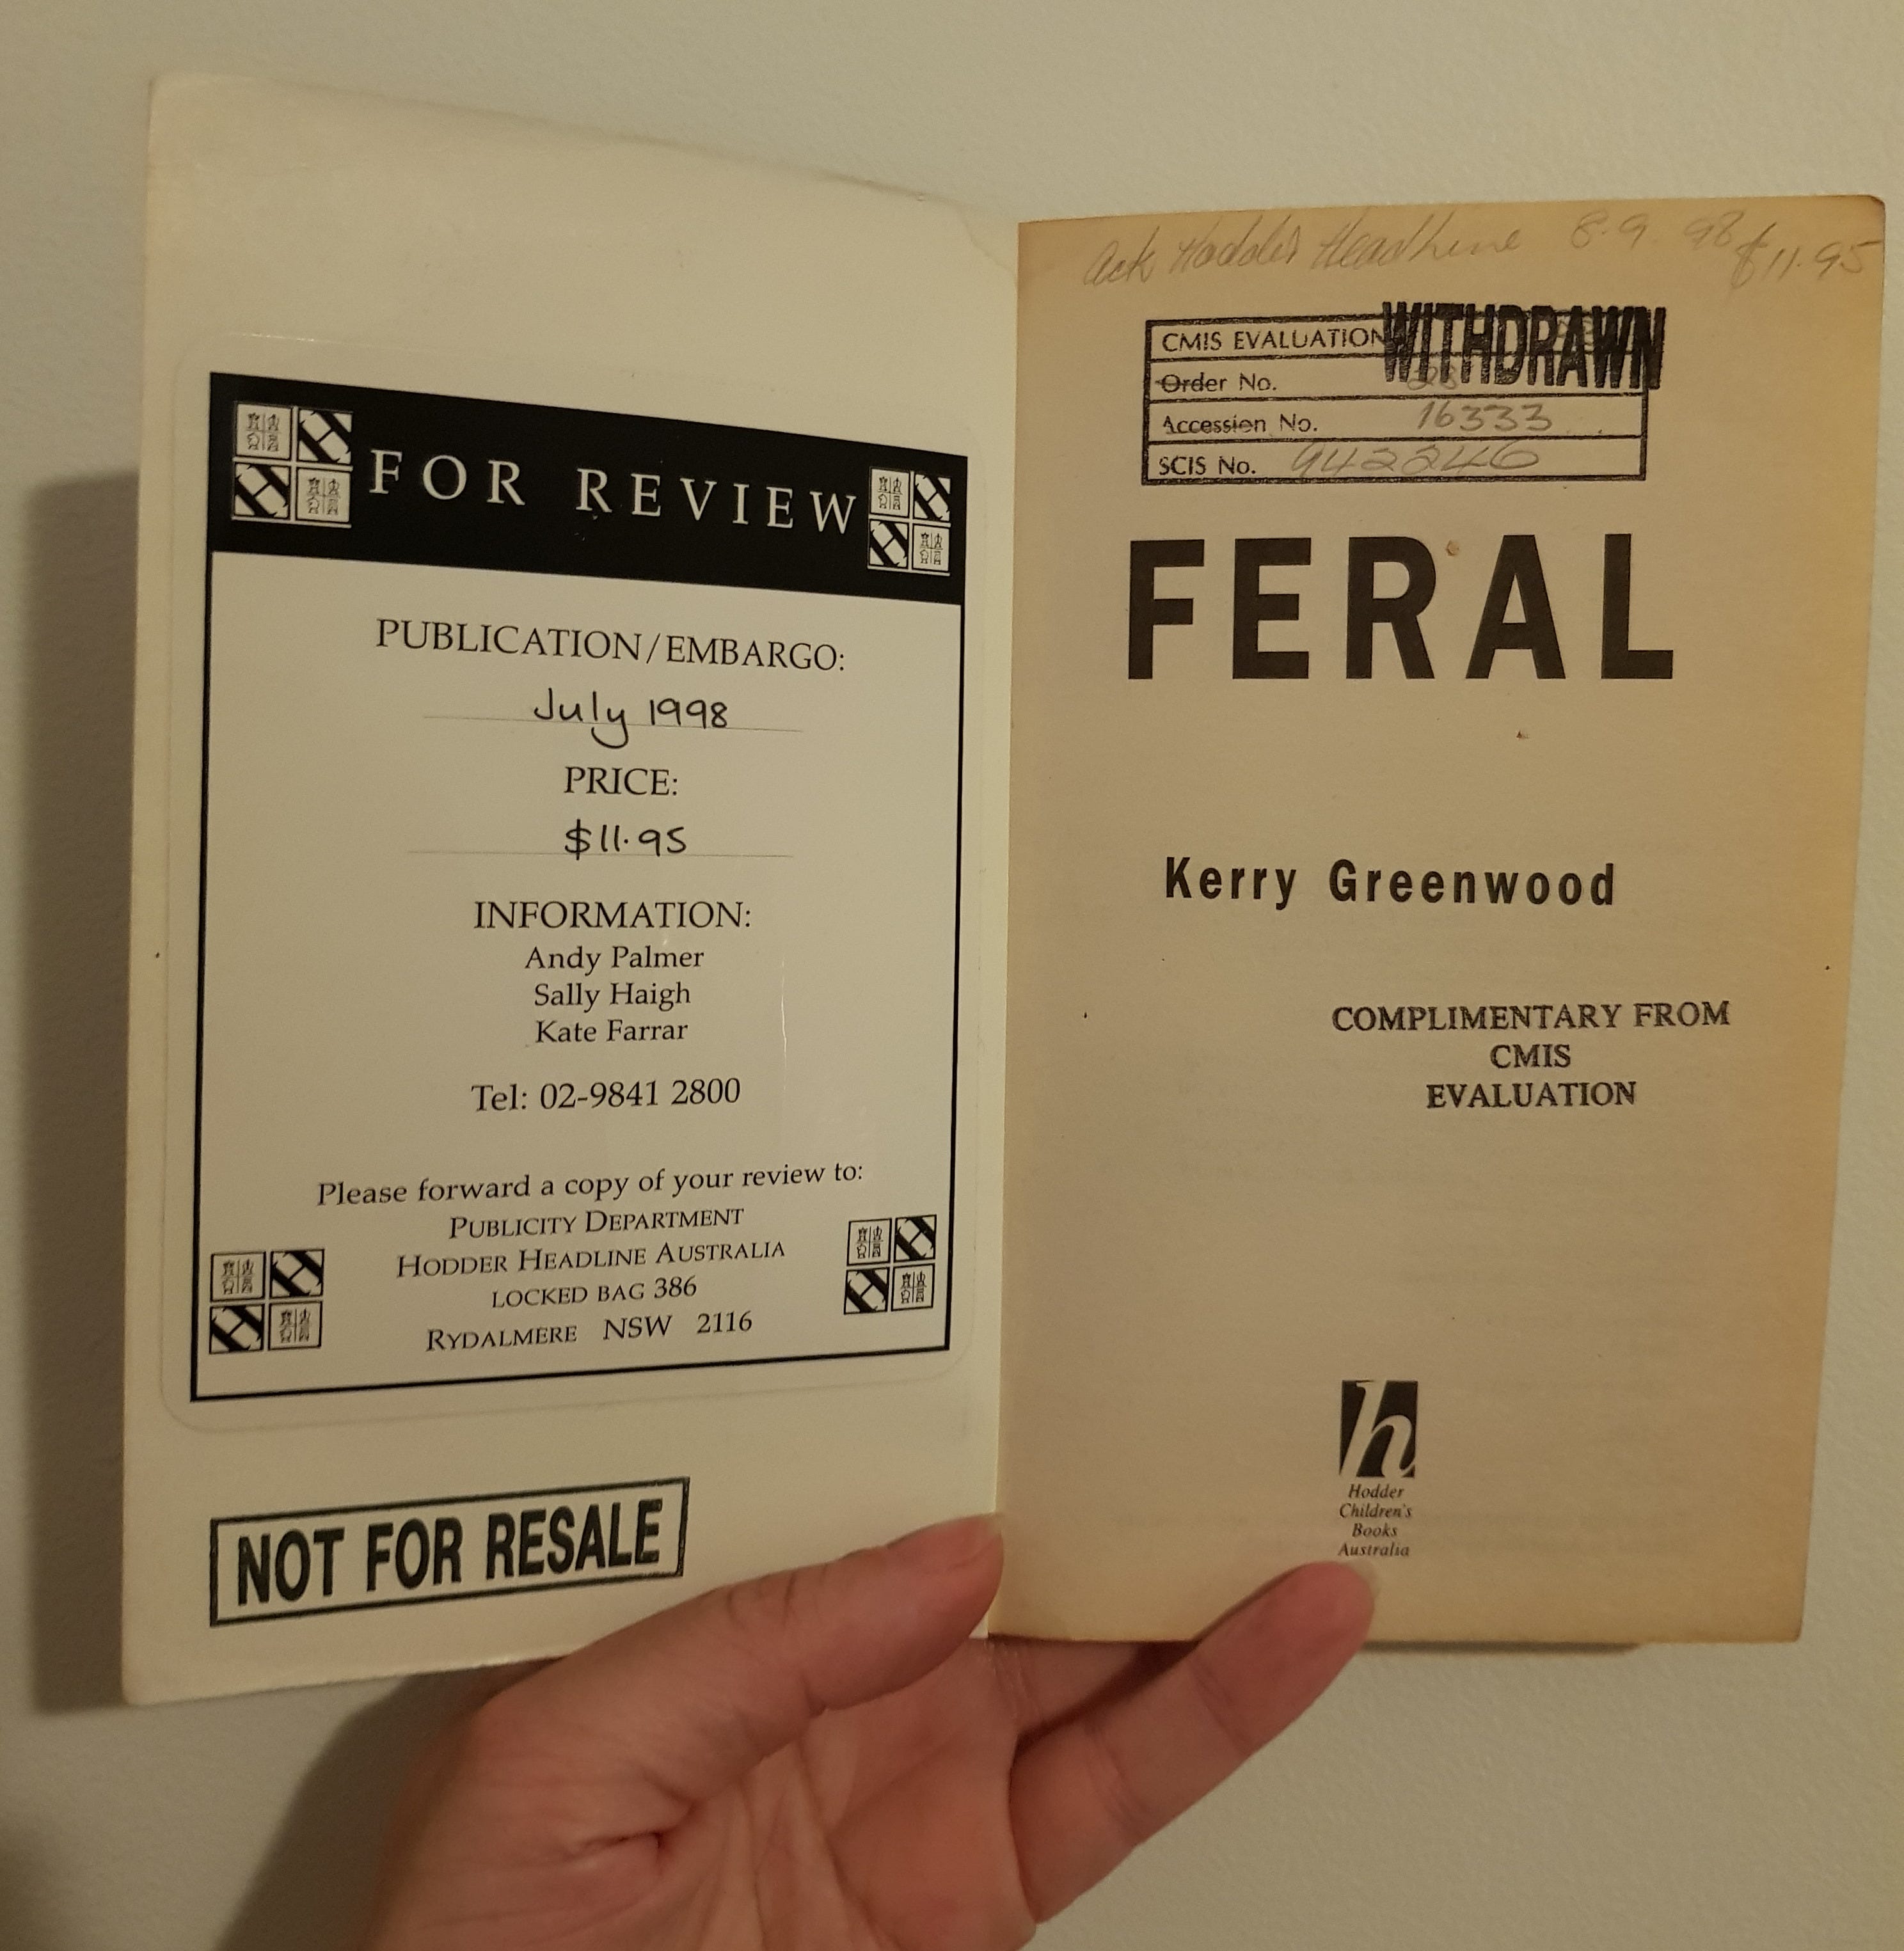 FOR REVIEW
PUBLICATION/EMBARGO:
July 1998
PRICE:
$11.95
INFORMATION:
Andy Palmer
Sally Haigh
Kate Farrar
Tel: 02-9841 2800
Please forward a copy of your review to:
PUBLICITY DEPARTMENT
HODDER HEADLINE AUSTRALIA
LOCKED BAG 386
RYDALMERE NSW 2116
NOT FOR RESALE
Ack Hodder Headline 8.9.98 $11.95
CMIS EVALUATION
WITHDRAWN
Order No.
Accession No. 16333
SCIS No. 942246
FERAL
Kerry Greenwood
COMPLIMENTARY FROM
CMIS
EVALUATION
h
Hodder
Children's
Books
Australia